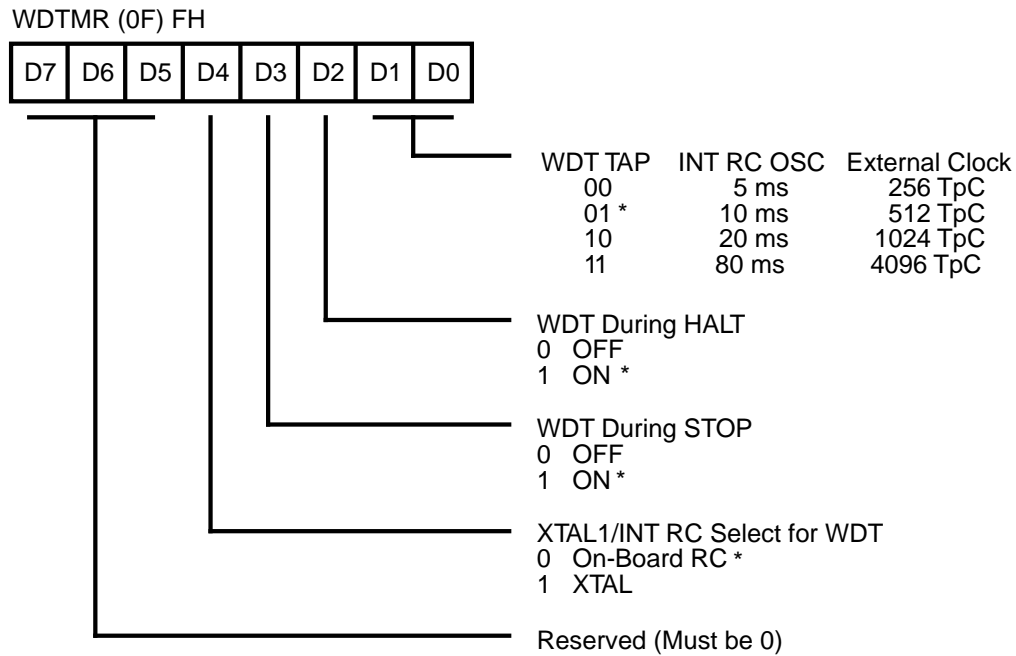 WDTMR (0F) FH
D7 D6 D5 D4 D3 D2 D1 D0
WDT TAP INT RC OSC External Clock
00 5 ms 256 TpC
01 * 10 ms 512 TpC
10 20 ms 1024 TpC
11 80 ms 4096 TpC
WDT During HALT
0 OFF
1 ON *
WDT During STOP
0 OFF
1 ON *
XTAL1/INT RC Select for WDT
0 On-Board RC *
1 XTAL
Reserved (Must be 0)